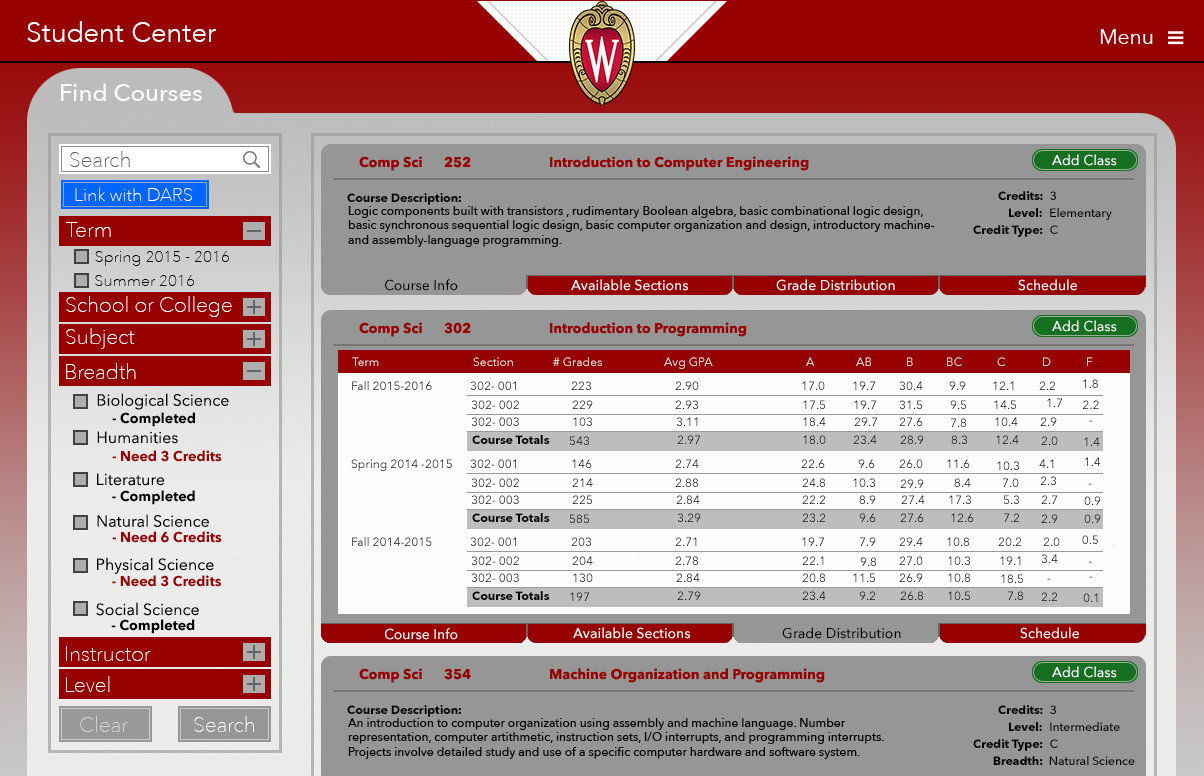 Student Center
W
Menu
Find Courses
Search
Link with DARS
Term
Spring 2015 - 2016
Summer 2016
School or College
Subject
Breadth
Biological Science
- Completed
Humanities
- Need 3 Credits
Literature
- Completed
Natural Science
- Need 6 Credits
Physical Science
- Need 3 Credits
Social Science
- Completed
Instructor
Level
Clear Search
Comp Sci 252 Introduction to Computer Engineering Add Class
Course Description:
Logic components built with transistors , rudimentary Boolean algebra, basic combinational logic design,
basic synchronous sequential logic design, basic computer organization and design, introductory machine-
and assembly-language programming.
Credits: 3
Level: Elementary
Credit Type: C
Course Info Available Sections Grade Distribution Schedule
Comp Sci 302 Introduction to Programming Add Class
Term Section # Grades Avg GPA A AB B BC C D F
Fall 2015-2016 302- 001 223 2.90 17.0 19.7 30.4 9.9 12.1 2.2 1.8
302- 002 229 2.93 17.5 19.7 31.5 9.5 14.5 1.7 2.2
302- 003 103 3.11 18.4 29.7 27.6 7.8 10.4 2.9 -
Course Totals 543 2.97 18.0 23.4 28.9 8.3 12.4 2.0 1.4
Spring 2014 -2015 302- 001 146 2.74 22.6 9.6 26.0 11.6 10.3 4.1 1.4
302- 002 214 2.88 24.8 10.3 29.9 8.4 7.0 2.3 -
302- 003 225 2.84 22.2 8.9 27.4 17.3 5.3 2.7 0.9
Course Totals 585 3.29 23.2 9.6 27.6 12.6 7.2 2.9 0.9
Fall 2014-2015 302- 001 203 2.71 19.7 7.9 29.4 10.8 20.2 2.0 0.5
302- 002 204 2.78 22.1 9.8 27.0 10.3 19.1 3.4 -
302- 003 130 2.84 20.8 11.5 26.9 10.8 18.5 - -
Course Totals 197 2.79 23.4 9.2 26.8 10.5 7.8 2.2 0.1
Course Info Available Sections Grade Distribution Schedule
Comp Sci 354 Machine Organization and Programming Add Class
Course Description:
An introduction to computer organization using assembly and machine language. Number
representation, computer artithmetic, instruction sets, I/O interrupts, and programming interrupts.
Projects involve detailed study and use of a specific computer hardware and software system.
Credits: 3
Level: Intermediate
Credit Type: C
Breadth: Natural Science